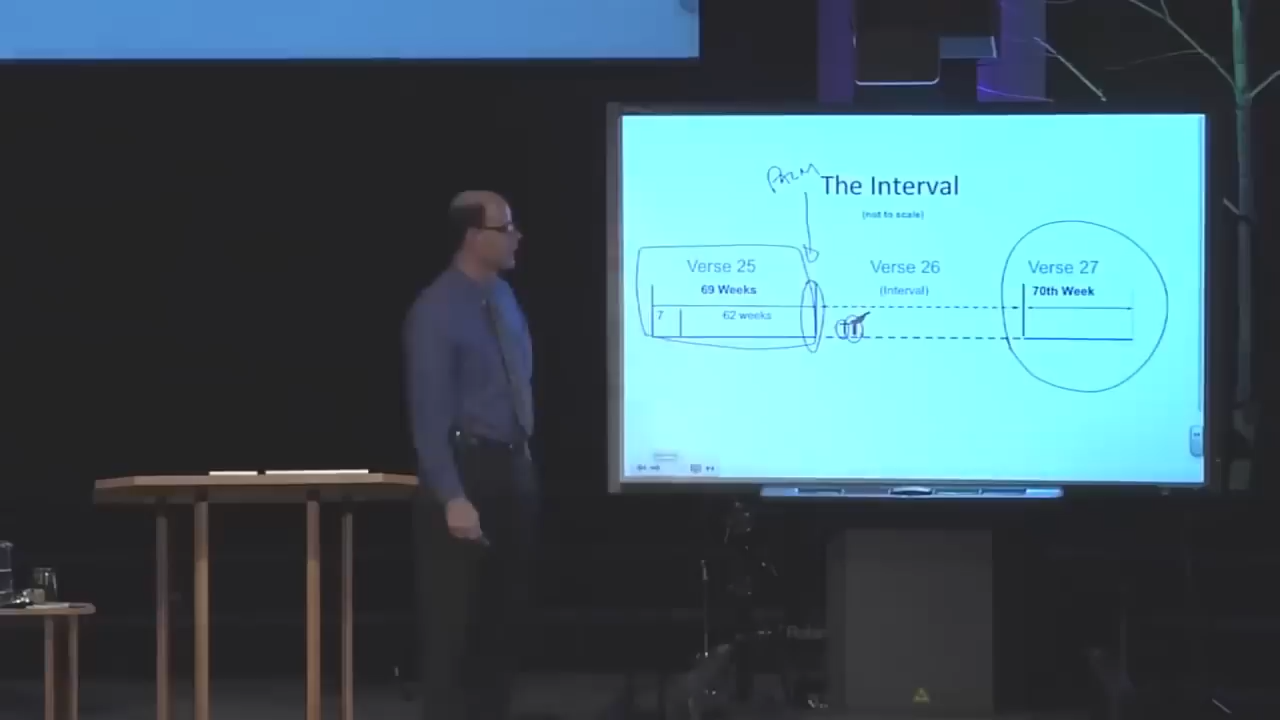 Palm
The Interval
(not to scale)
Verse 25
Verse 26
Verse 27
69 Weeks
(Interval)
70th Week
7
62 weeks